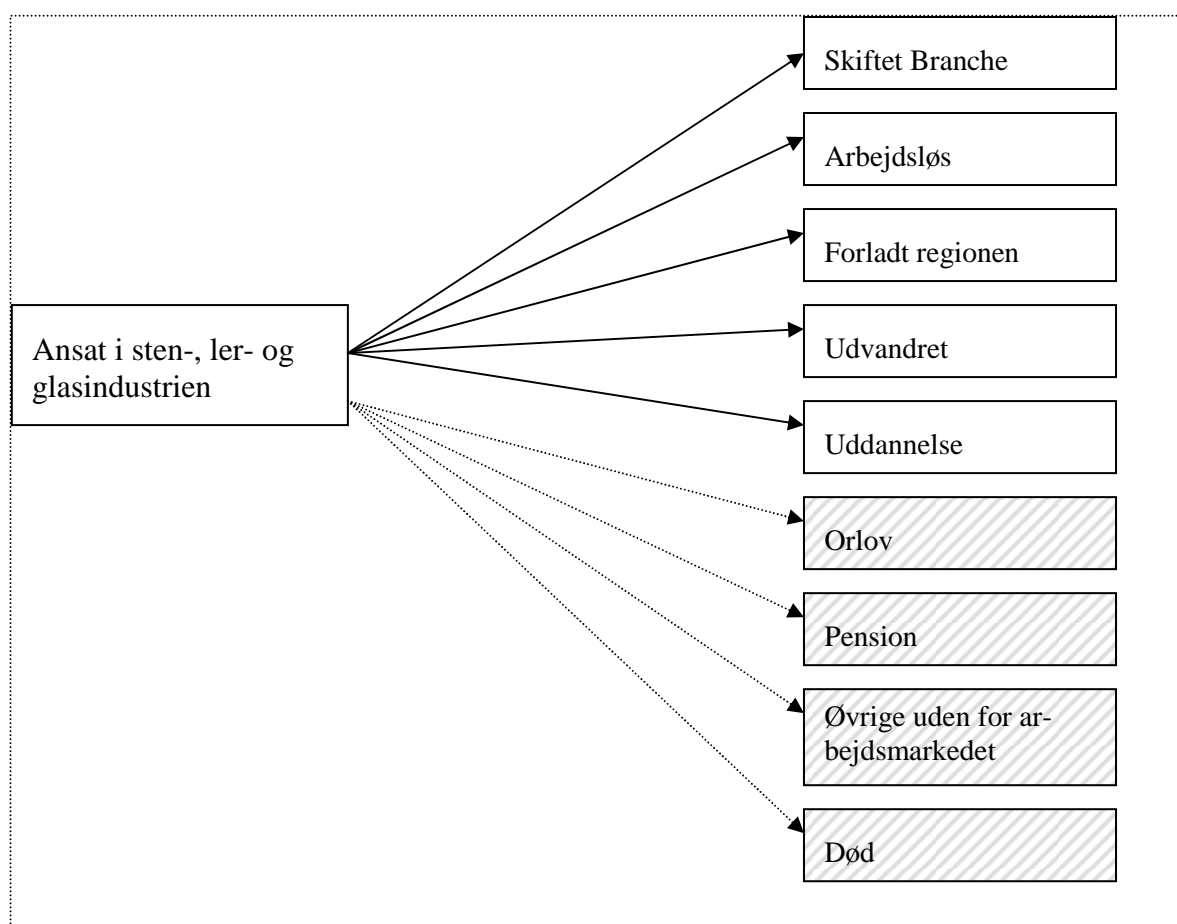 Skiftet Branche
Arbejdsløs
Forladt regionen
Udvandret
Ansat i sten-, ler- og
glasindustrien
Uddannelse
Orlov
Pension
Øvrige uden for ar-
bejdsmarkedet
Død